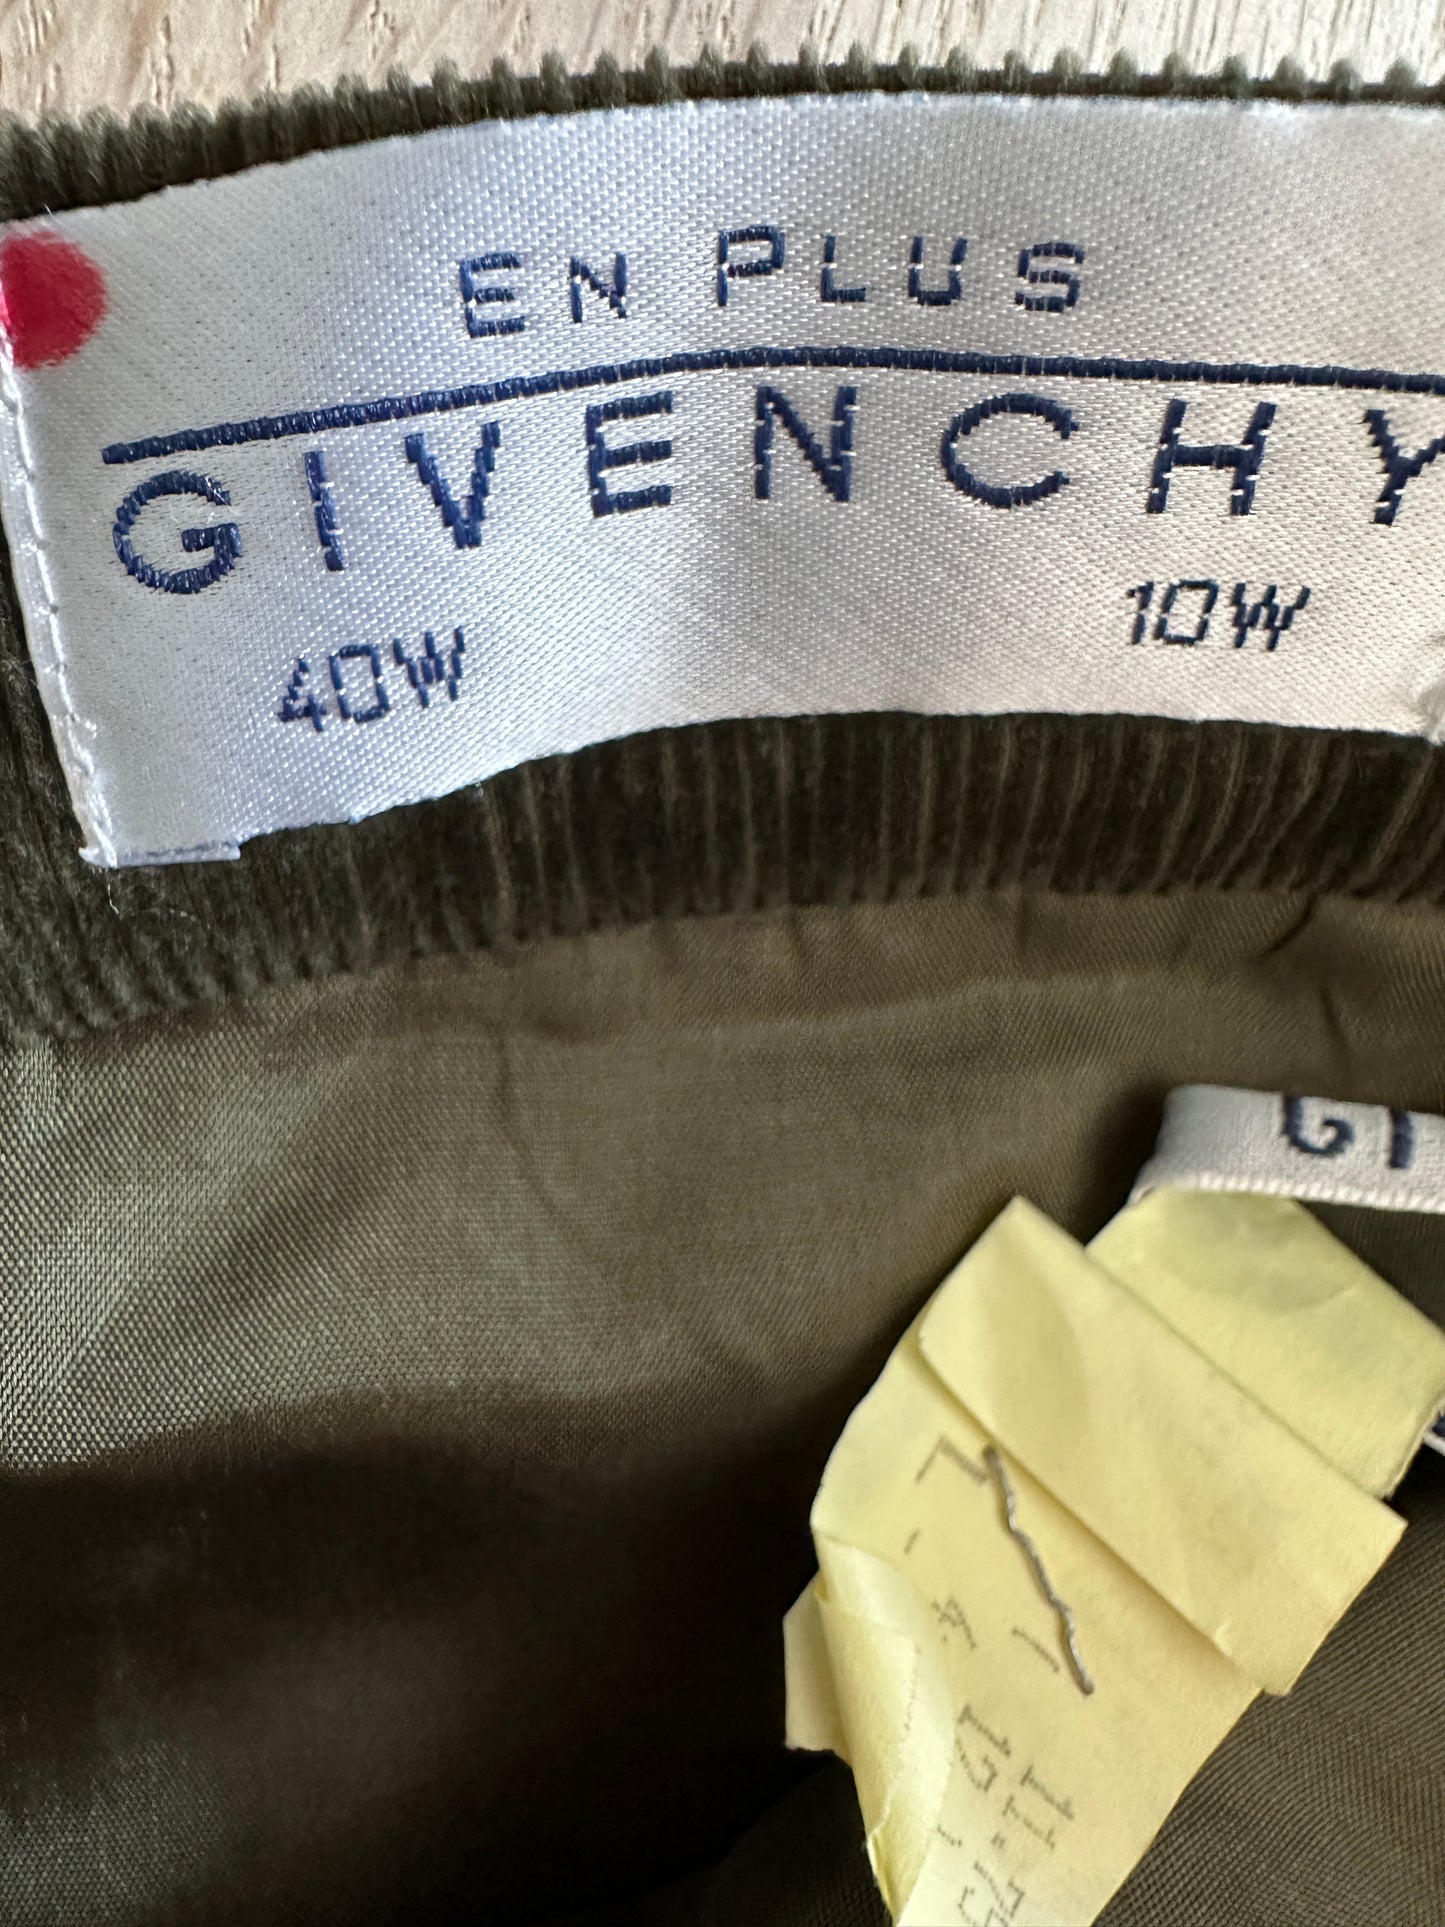 EN PLUS
GIVENCHY
40W 10W
GI